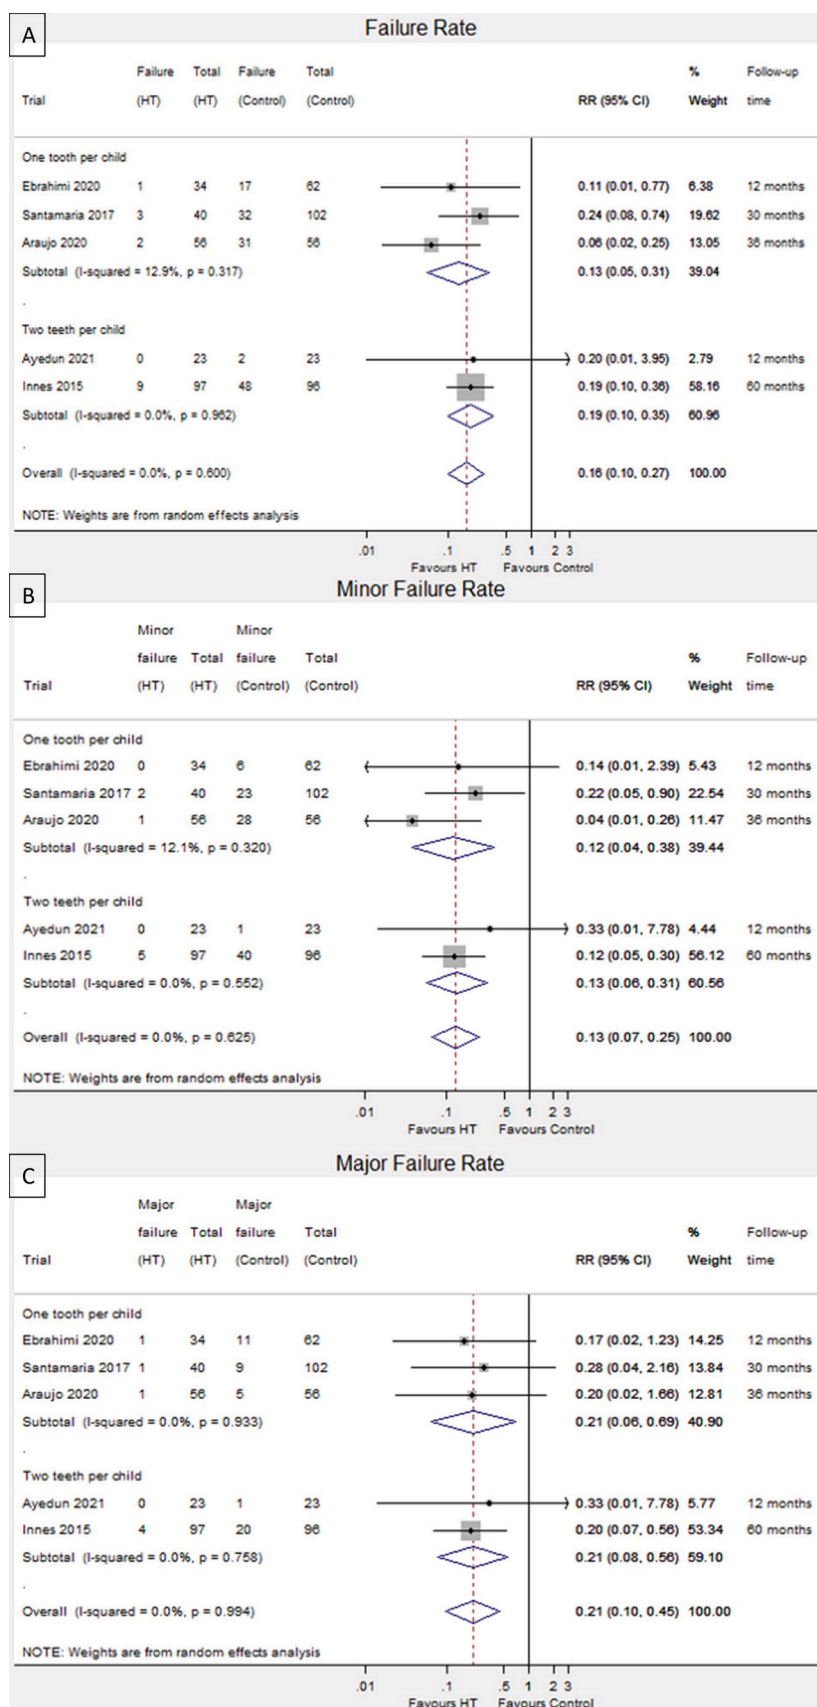 A
Failure Rate
Failure Total Failure Total % Follow-up
Trial (HT) (HT) (Control) (Control) RR (95% CI) Weight time
One tooth per child
Ebrahimi 2020 1 34 17 62 0.11 (0.01, 0.77) 6.38 12 months
Santamaria 2017 3 40 32 102 0.24 (0.08, 0.74) 19.62 30 months
Araujo 2020 2 56 31 56 0.06 (0.02, 0.25) 13.05 36 months
Subtotal (I-squared = 12.9%, p = 0.317) 0.13 (0.05, 0.31) 39.04
.
Two teeth per child
Ayedun 2021 0 23 2 23 0.20 (0.01, 3.95) 2.79 12 months
Innes 2015 9 97 48 96 0.19 (0.10, 0.36) 58.16 60 months
Subtotal (I-squared = 0.0%, p = 0.962) 0.19 (0.10, 0.35) 60.96
.
Overall (I-squared = 0.0%, p = 0.600) 0.16 (0.10, 0.27) 100.00
NOTE: Weights are from random effects analysis
.01 .1 .5 1 2 3
Favours HT Favours Control
B
Minor Failure Rate
Minor Minor
failure Total failure Total % Follow-up
Trial (HT) (HT) (Control) (Control) RR (95% CI) Weight time
One tooth per child
Ebrahimi 2020 0 34 6 62 0.14 (0.01, 2.39) 5.43 12 months
Santamaria 2017 2 40 23 102 0.22 (0.05, 0.90) 22.54 30 months
Araujo 2020 1 56 28 56 0.04 (0.01, 0.26) 11.47 36 months
Subtotal (I-squared = 12.1%, p = 0.320) 0.12 (0.04, 0.38) 39.44
.
Two teeth per child
Ayedun 2021 0 23 1 23 0.33 (0.01, 7.78) 4.44 12 months
Innes 2015 5 97 40 96 0.12 (0.05, 0.30) 56.12 60 months
Subtotal (I-squared = 0.0%, p = 0.552) 0.13 (0.06, 0.31) 60.56
.
Overall (I-squared = 0.0%, p = 0.625) 0.13 (0.07, 0.25) 100.00
NOTE: Weights are from random effects analysis
.01 .1 .5 1 2 3
Favours HT Favours Control
C
Major Failure Rate
Major Major
failure Total failure Total % Follow-up
Trial (HT) (HT) (Control) (Control) RR (95% CI) Weight time
One tooth per child
Ebrahimi 2020 1 34 11 62 0.17 (0.02, 1.23) 14.25 12 months
Santamaria 2017 1 40 9 102 0.28 (0.04, 2.16) 13.84 30 months
Araujo 2020 1 56 5 56 0.20 (0.02, 1.66) 12.81 36 months
Subtotal (I-squared = 0.0%, p = 0.933) 0.21 (0.06, 0.69) 40.90
.
Two teeth per child
Ayedun 2021 0 23 1 23 0.33 (0.01, 7.78) 5.77 12 months
Innes 2015 4 97 20 96 0.20 (0.07, 0.56) 53.34 60 months
Subtotal (I-squared = 0.0%, p = 0.758) 0.21 (0.08, 0.56) 59.10
.
Overall (I-squared = 0.0%, p = 0.994) 0.21 (0.10, 0.45) 100.00
NOTE: Weights are from random effects analysis
.01 .1 .5 1 2 3
Favours HT Favours Control